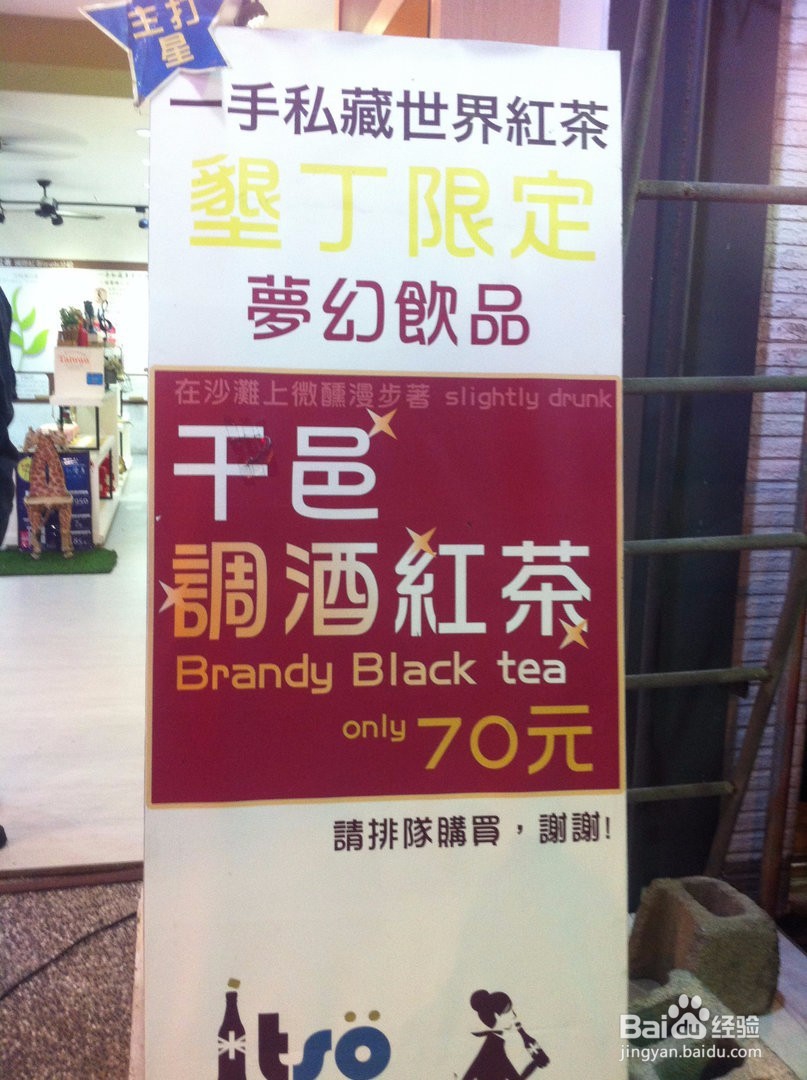 主打
星
一手私藏世界紅茶
墾丁限定
夢幻飲品
在沙灘上微醺漫步著 slightly drunk
干邑
調酒紅茶
Brandy Black tea
only 70元
請排隊購買，謝謝!
itsö
Taiwan
Baidu经验
jingyan.baidu.com